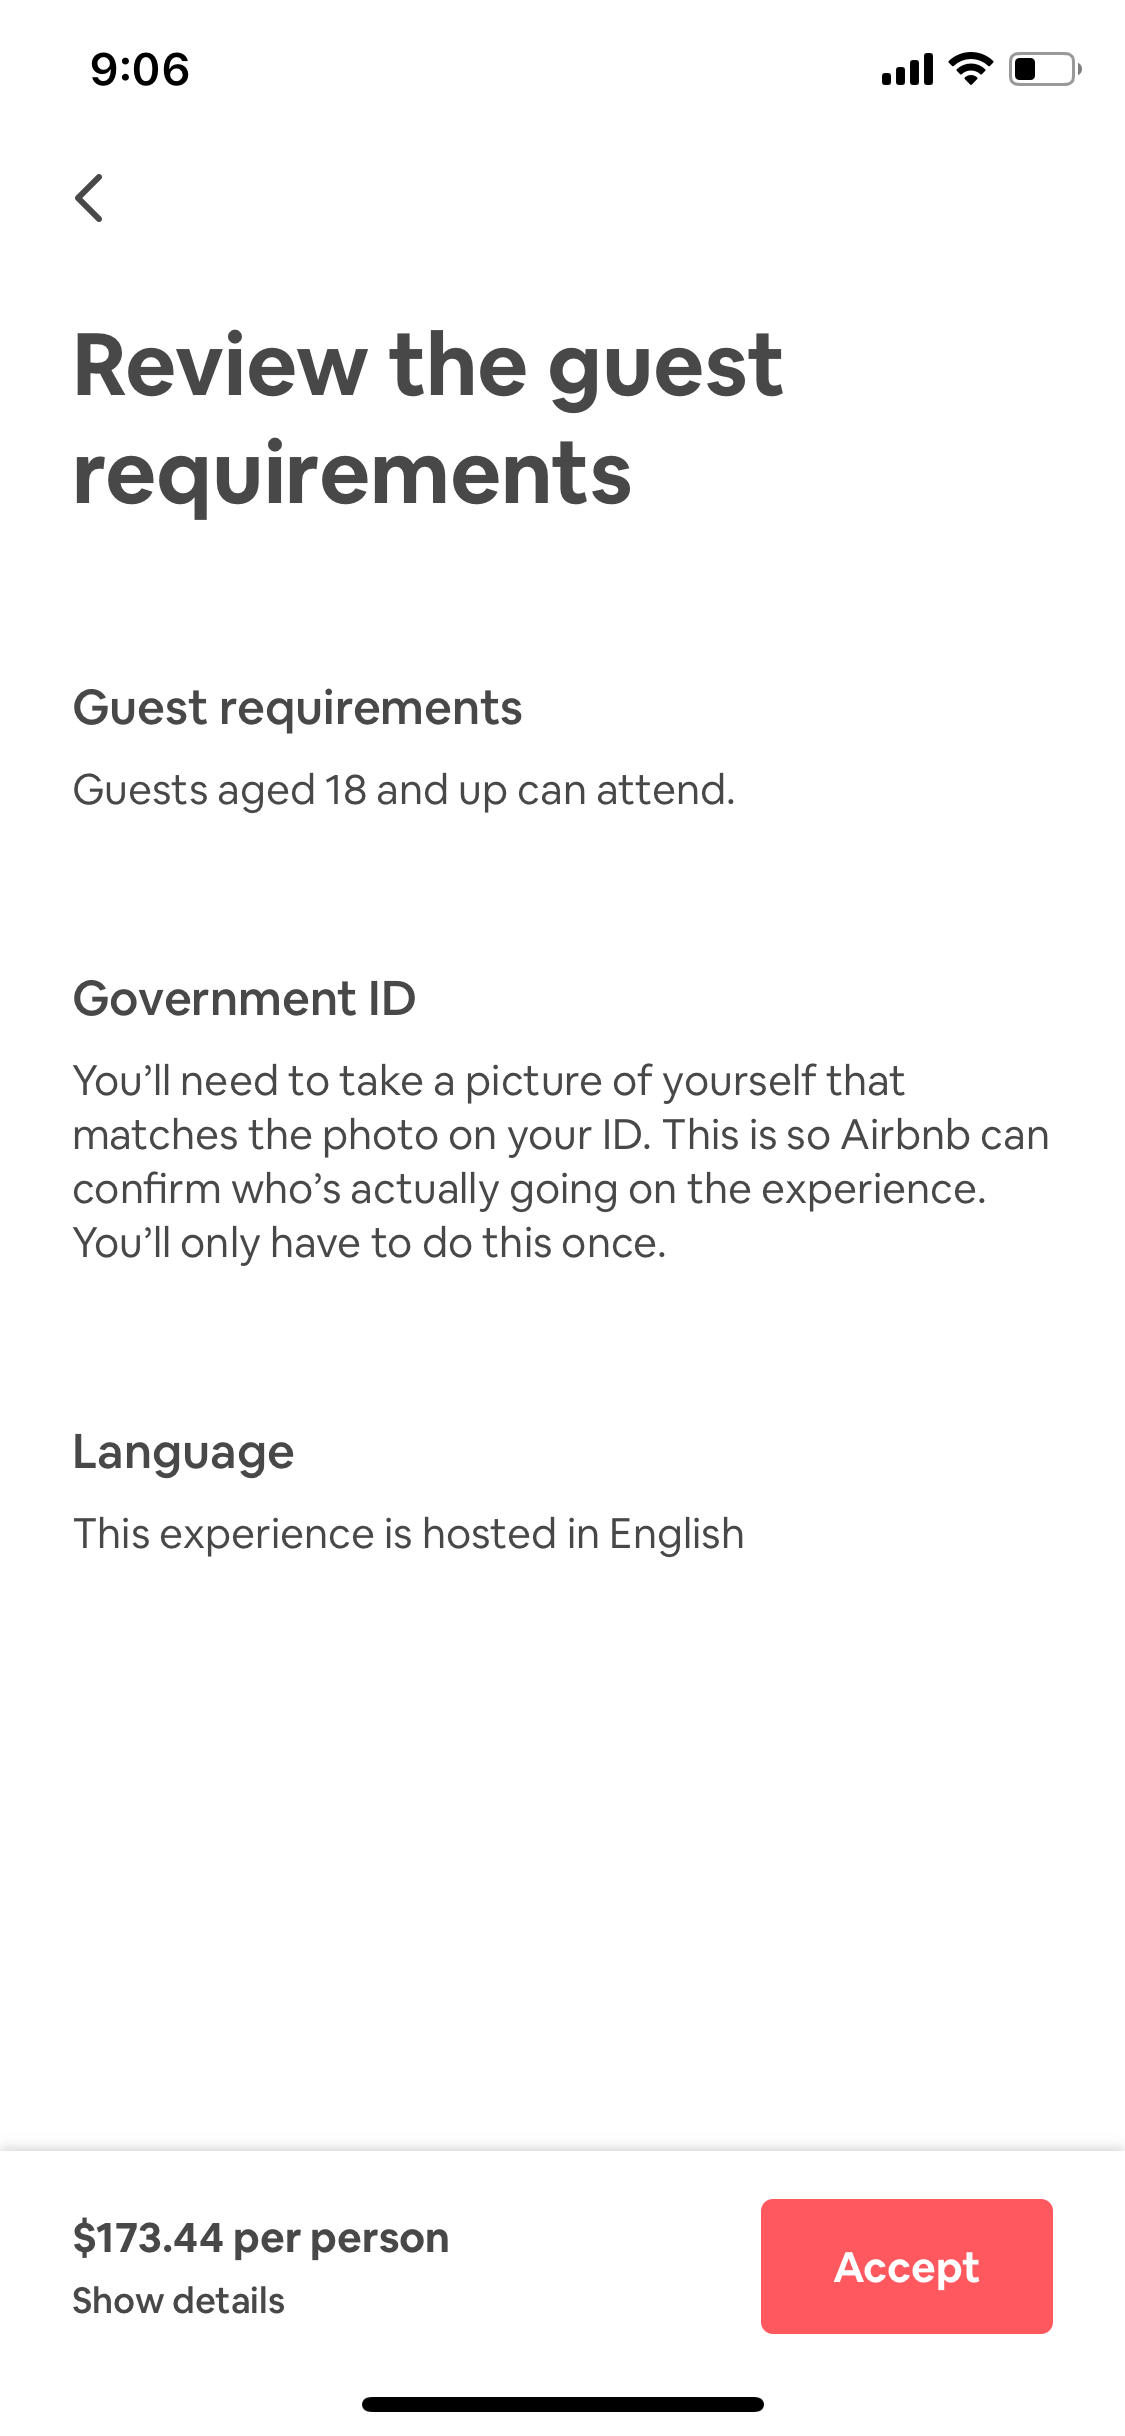 9:06
Review the guest
requirements
Guest requirements
Guests aged 18 and up can attend.
Government ID
You’ll need to take a picture of yourself that
matches the photo on your ID. This is so Airbnb can
confirm who’s actually going on the experience.
You’ll only have to do this once.
Language
This experience is hosted in English
$173.44 per person
Show details
Accept